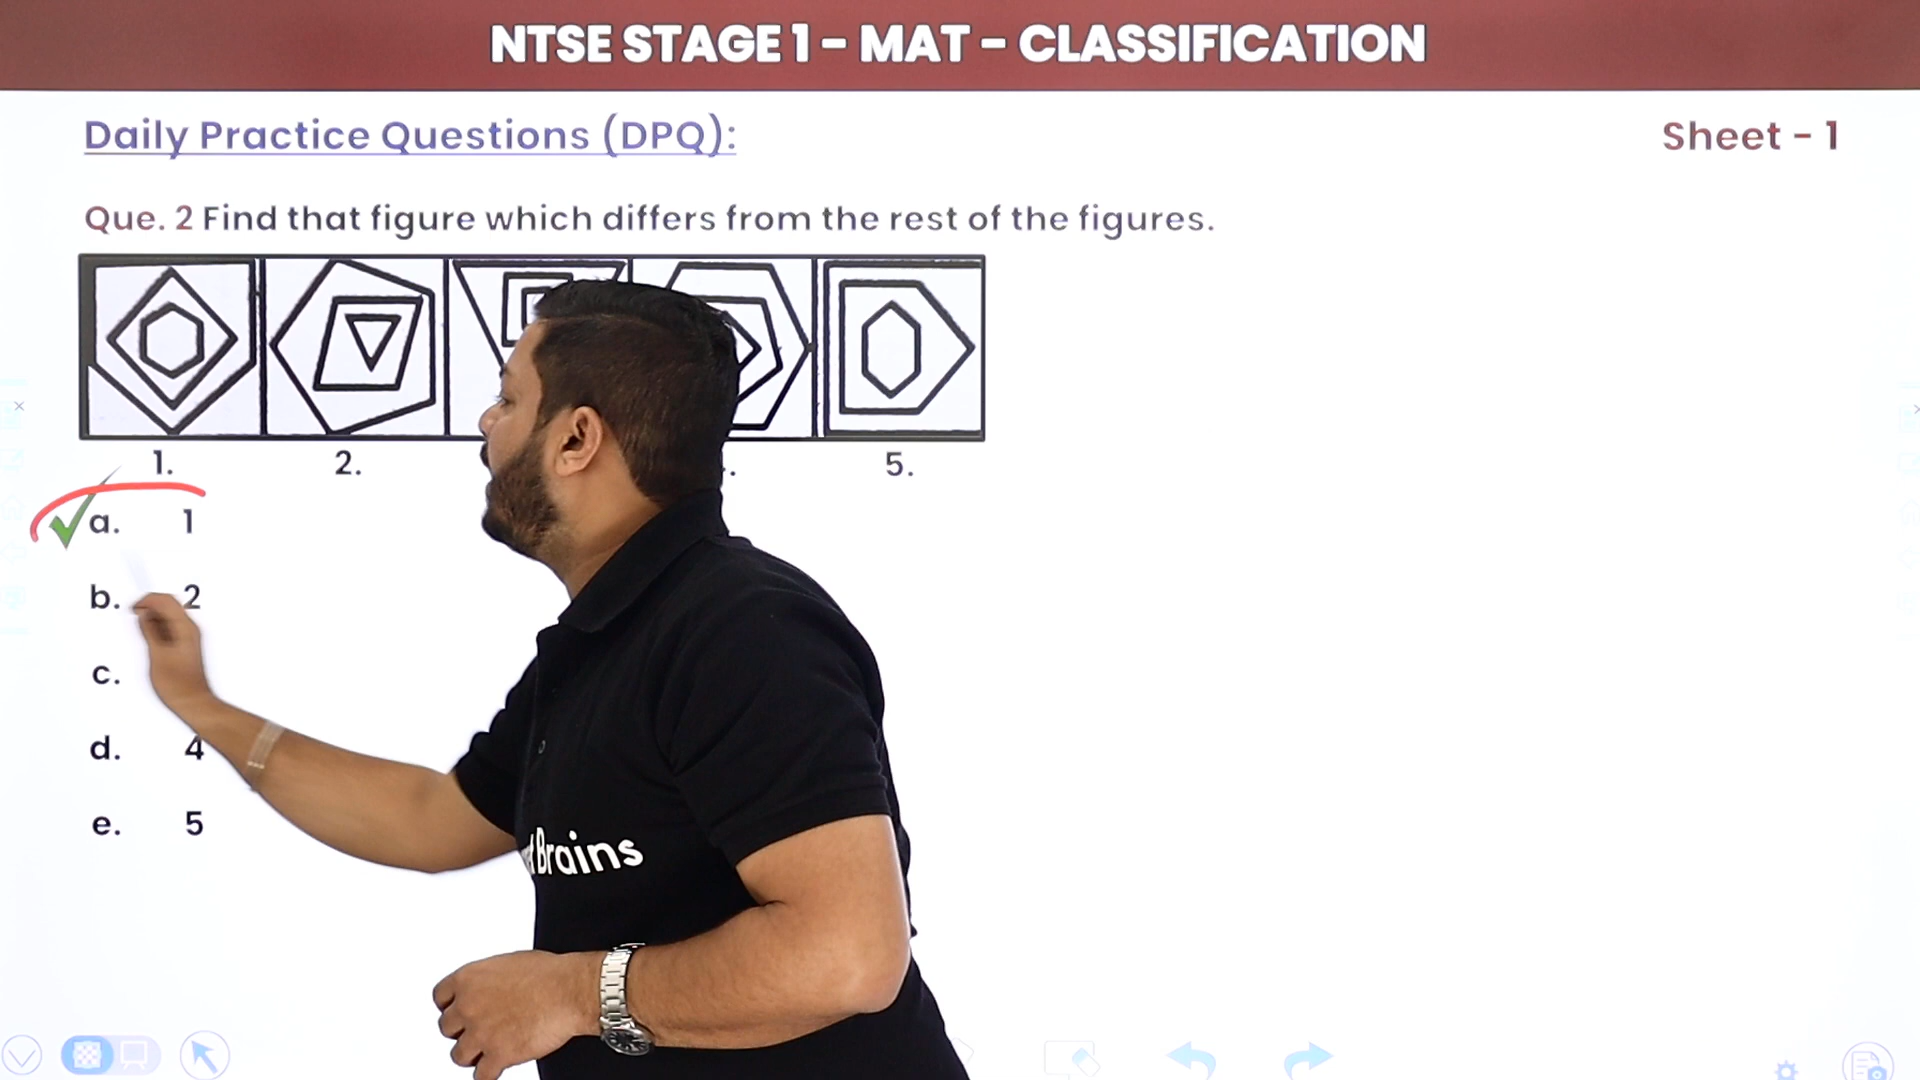 NTSE STAGE 1 - MAT - CLASSIFICATION
Daily Practice Questions (DPQ):
Sheet - 1
Que. 2 Find that figure which differs from the rest of the figures.
1. 2. . 5.
a. 1
b. 2
c.
d. 4
e. 5
Brains